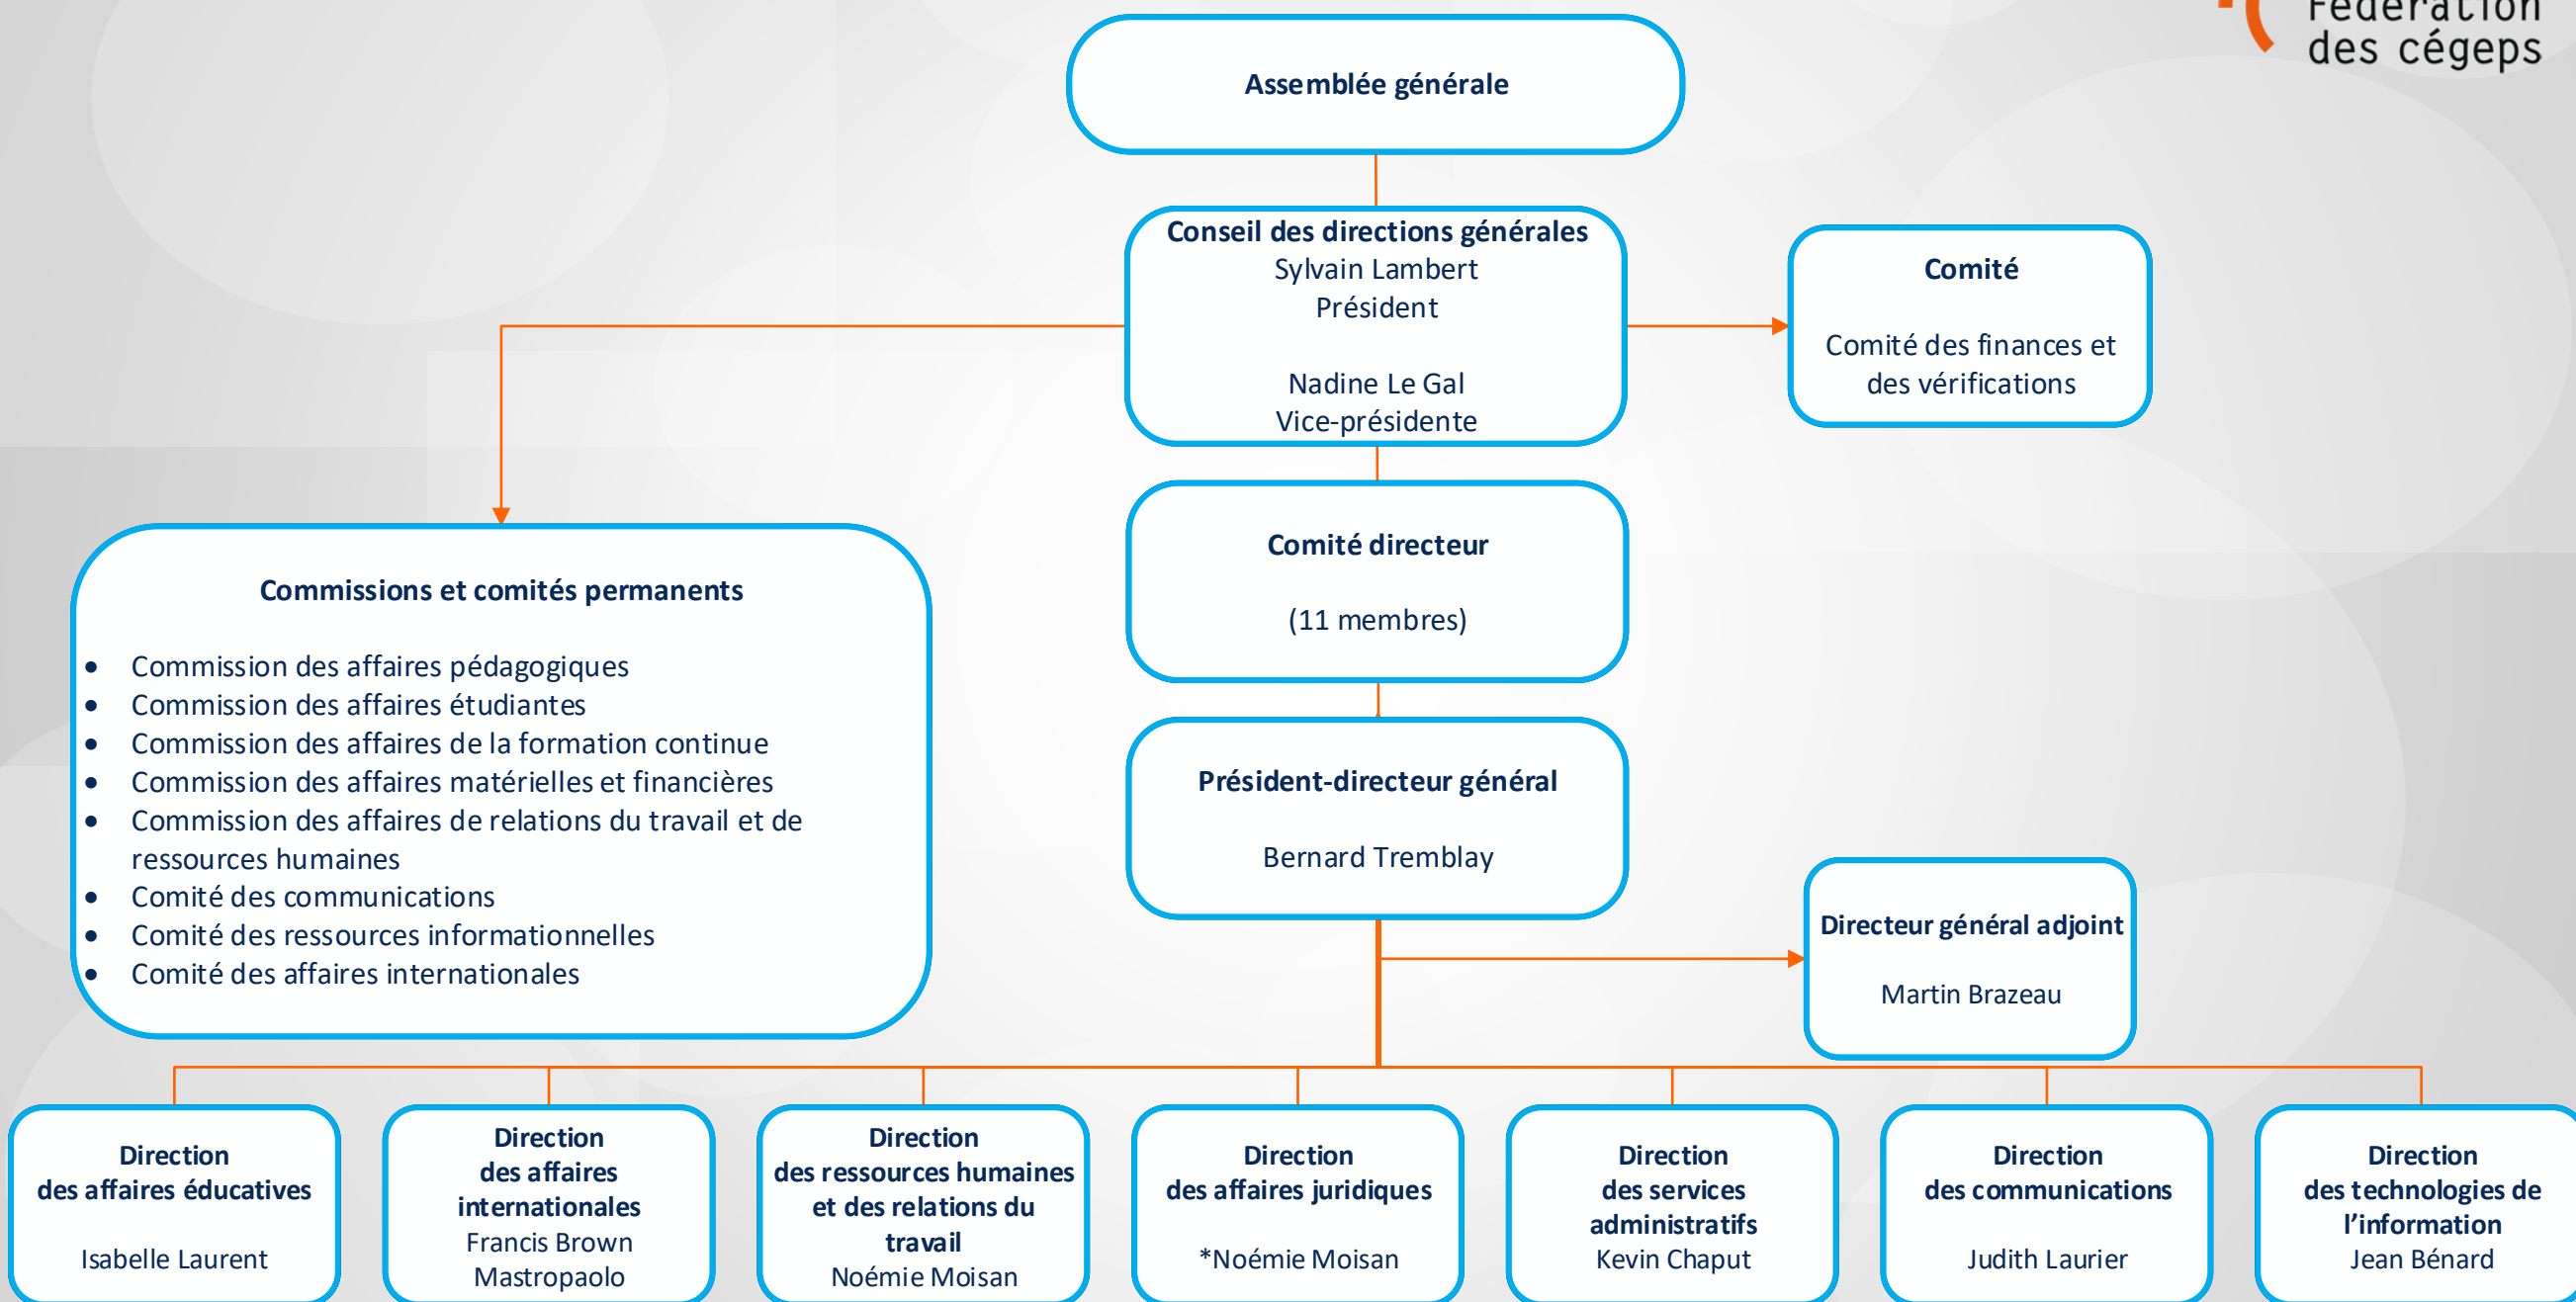 Fédération
des cégeps
Assemblée générale
Conseil des directions générales
Sylvain Lambert
Président
Nadine Le Gal
Vice-présidente
Comité
Comité des finances et
des vérifications
Comité directeur
(11 membres)
Commissions et comités permanents
• Commission des affaires pédagogiques
• Commission des affaires étudiantes
• Commission des affaires de la formation continue
• Commission des affaires matérielles et financières
• Commission des affaires de relations du travail et de
ressources humaines
• Comité des communications
• Comité des ressources informationnelles
• Comité des affaires internationales
Président-directeur général
Bernard Tremblay
Directeur général adjoint
Martin Brazeau
Direction
des affaires éducatives
Isabelle Laurent
Direction
des affaires
internationales
Francis Brown
Mastropaolo
Direction
des ressources humaines
et des relations du
travail
Noémie Moisan
Direction
des affaires juridiques
*Noémie Moisan
Direction
des services
administratifs
Kevin Chaput
Direction
des communications
Judith Laurier
Direction
des technologies de
l'information
Jean Bénard